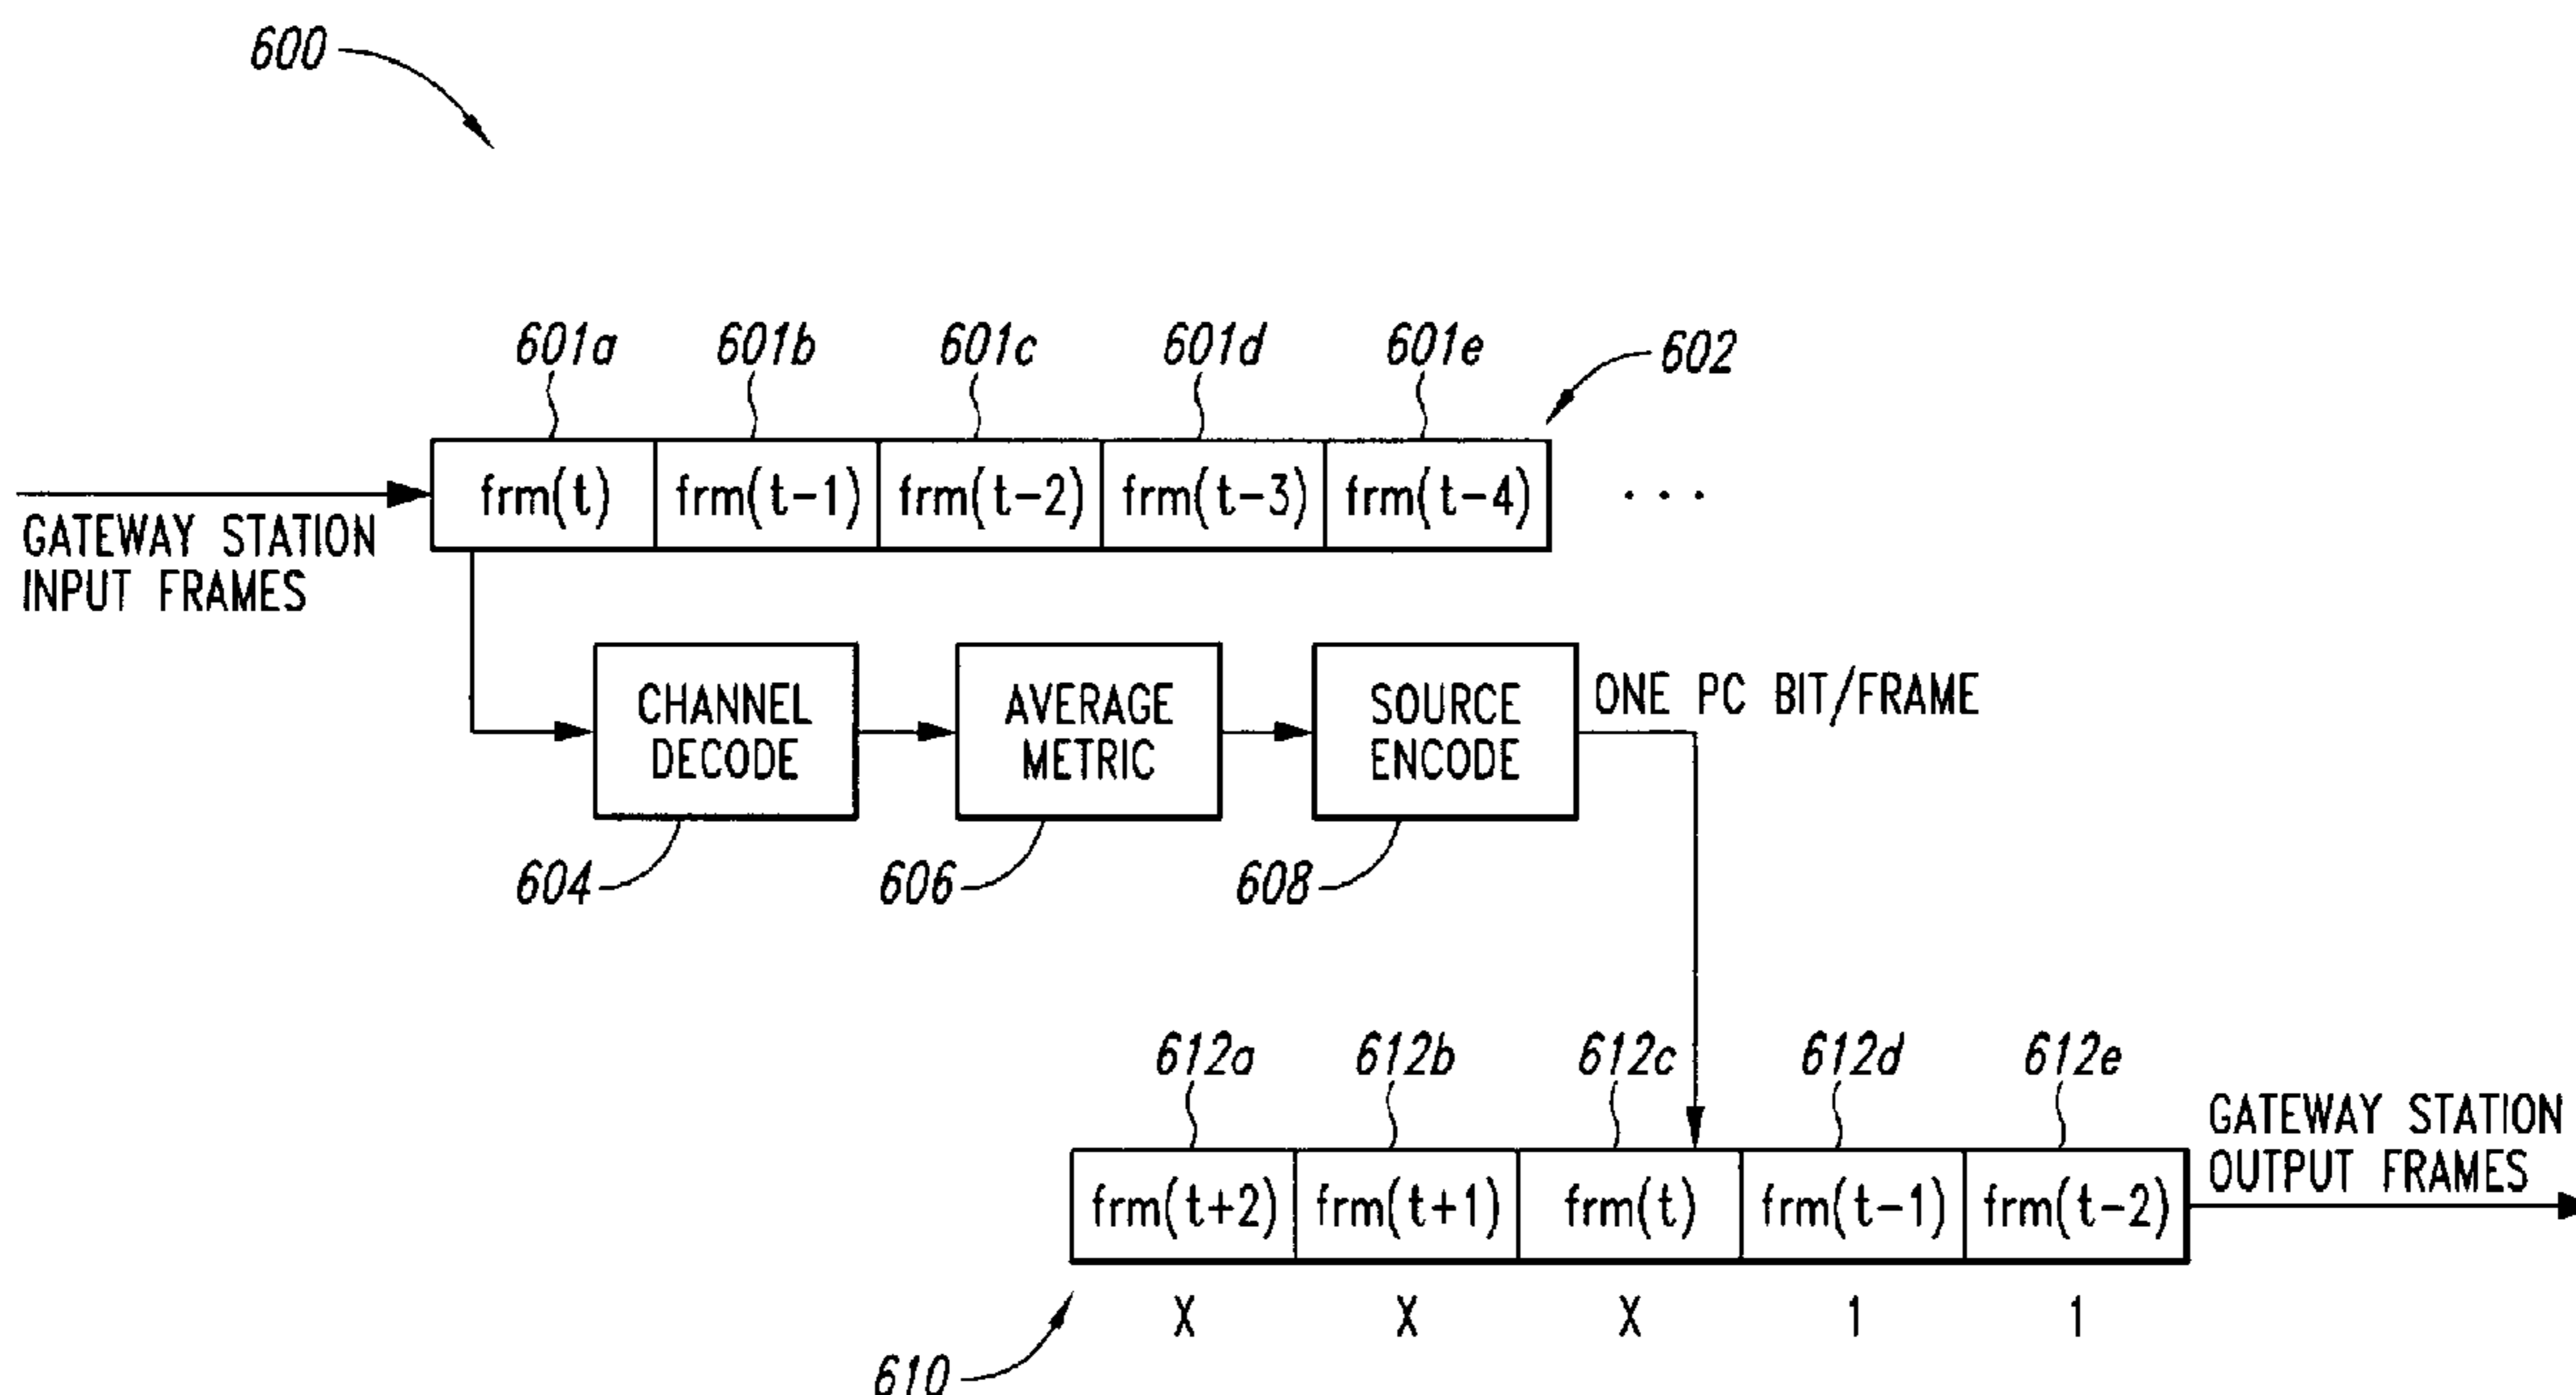 600
601a 601b 601c 601d 601e 602
frm(t) frm(t-1) frm(t-2) frm(t-3) frm(t-4) ...
GATEWAY STATION
INPUT FRAMES
CHANNEL
DECODE
AVERAGE
METRIC
SOURCE
ENCODE
ONE PC BIT/FRAME
604 606 608
612a 612b 612c 612d 612e
frm(t+2) frm(t+1) frm(t) frm(t-1) frm(t-2)
GATEWAY STATION
OUTPUT FRAMES
X X X 1 1
610